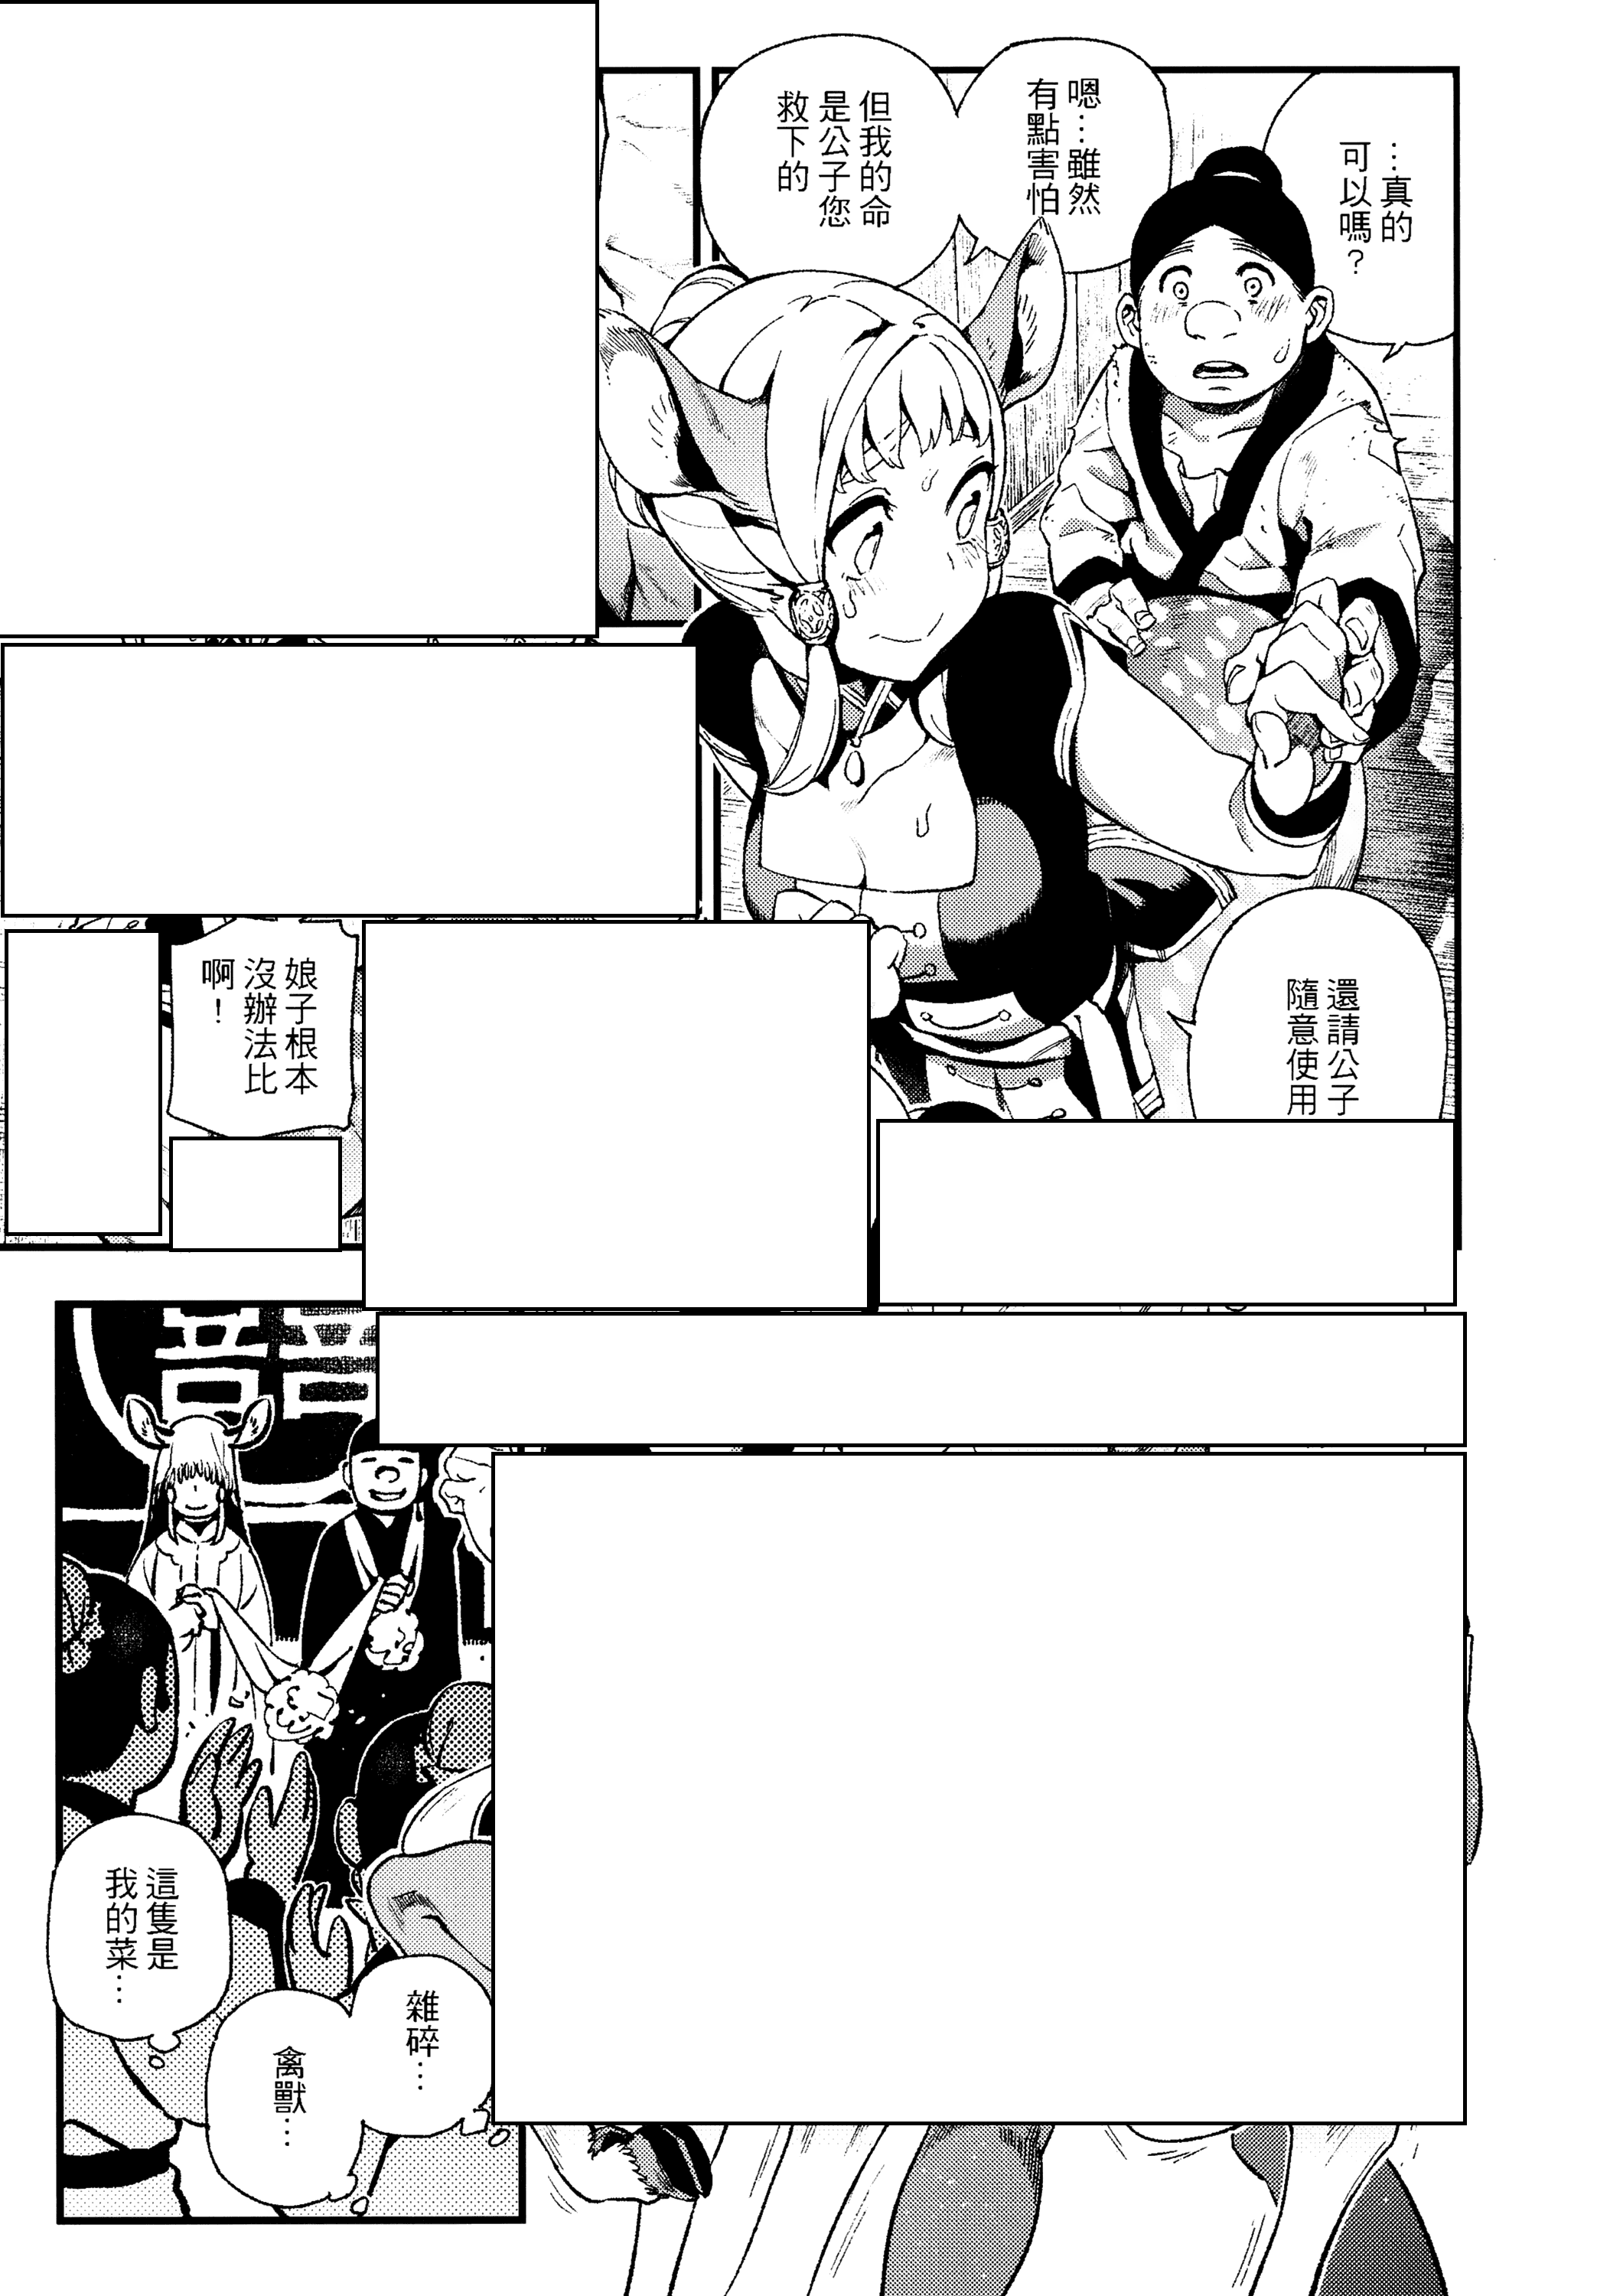 …真的
可以嗎？
嗯…雖然
有點害怕
但我的命
是公子您
救下的
還請公子
隨意使用
娘子根本
沒辦法比
啊！
雜碎…
禽獸…
這隻是
我的菜…